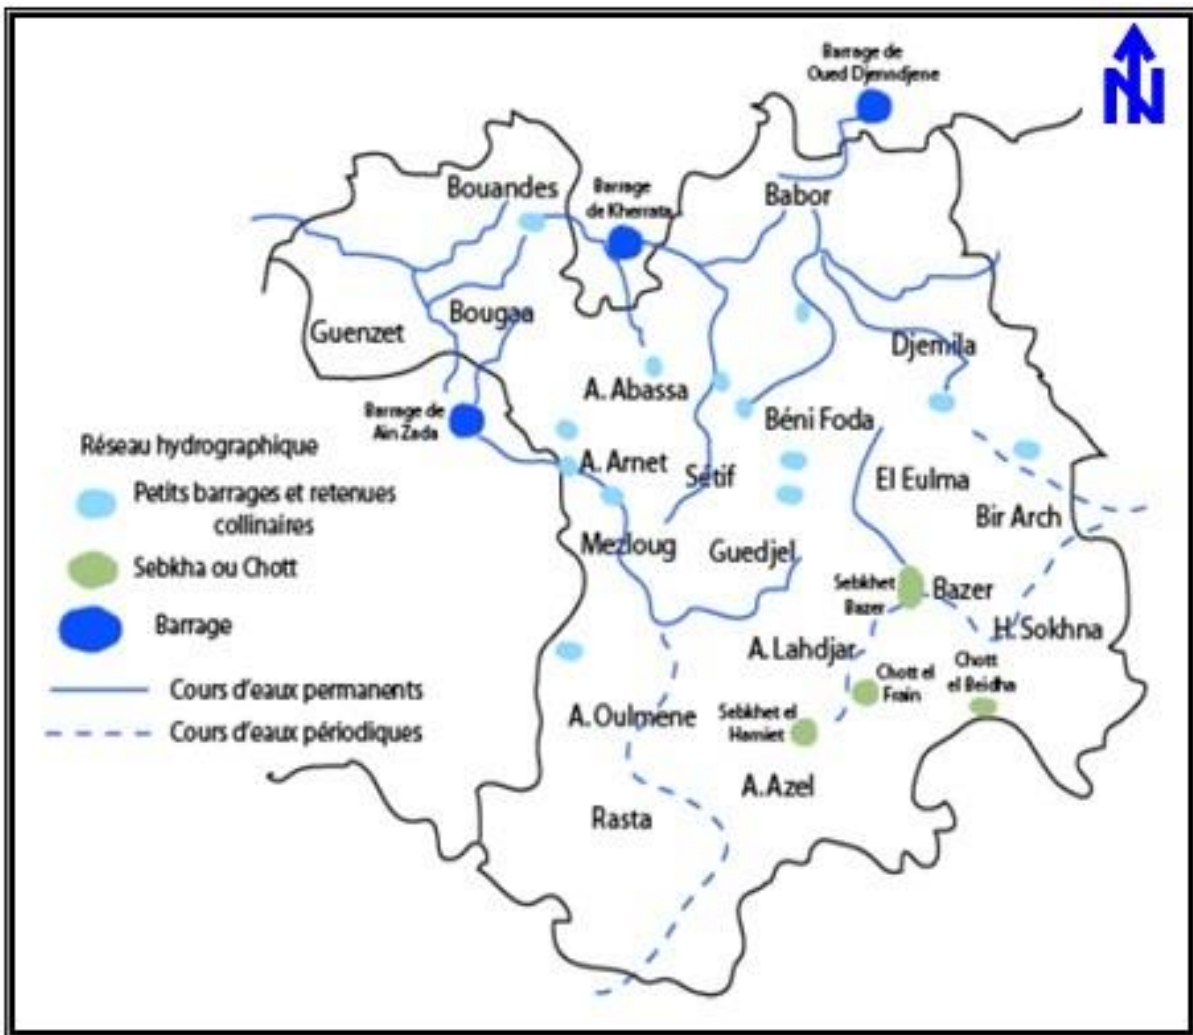 Barrage de
Oued Djenndjene
N
Bouandes
Barrage
de Kherrata
Babor
Guenzet
Bougaa
Djemila
A. Abassa
Béni Foda
Barrage de
Ain Zada
Réseau hydrographique
Petits barrages et retenues
collinaires
Sebkha ou Chott
Barrage
Cours d'eaux permanents
Cours d'eaux périodiques
A. Arnet
Sétif
El Eulma
Bir Arch
Mezloug
Guedjel
Sebkhet
Bazer
Bazer
H. Sokhna
A. Lahdjar
Chott el
Frain
Chott
el Beidha
A. Oulmene
Sebkhet el
Hamiet
A. Azel
Rasta